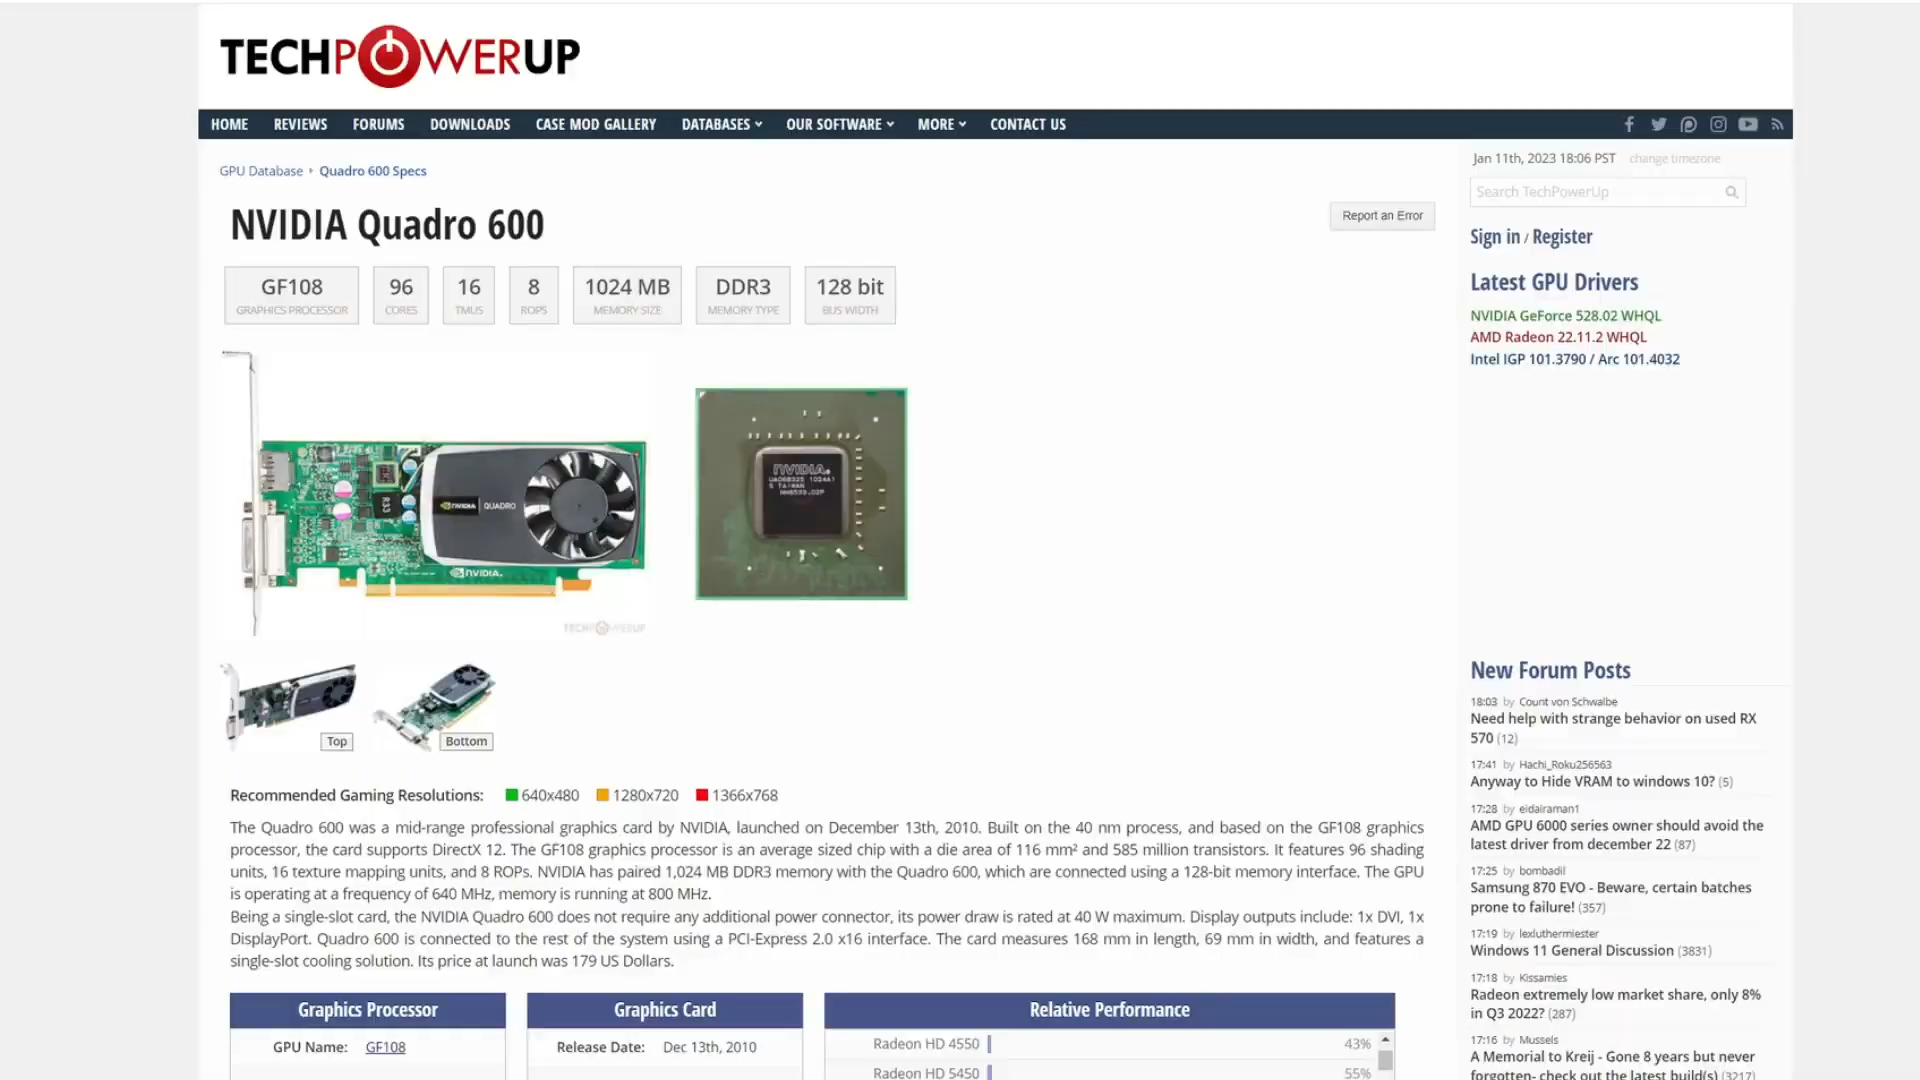 TECHPOWERUP
HOME REVIEWS FORUMS DOWNLOADS CASE MOD GALLERY DATABASES OUR SOFTWARE MORE CONTACT US
GPU Database Quadro 600 Specs
NVIDIA Quadro 600
Report an Error
GF108
GRAPHICS PROCESSOR
96
CORES
16
TMUS
8
ROPS
1024 MB
MEMORY SIZE
DDR3
MEMORY TYPE
128 bit
BUS WIDTH
NVIDIA QUADRO
NVIDIA.
R33
TECHPOWERUP
NVIDIA.
Top
Bottom
Recommended Gaming Resolutions: 640x480 1280x720 1366x768
The Quadro 600 was a mid-range professional graphics card by NVIDIA, launched on December 13th, 2010. Built on the 40 nm process, and based on the GF108 graphics
processor, the card supports DirectX 12. The GF108 graphics processor is an average sized chip with a die area of 116 mm² and 585 million transistors. It features 96 shading
units, 16 texture mapping units, and 8 ROPs. NVIDIA has paired 1,024 MB DDR3 memory with the Quadro 600, which are connected using a 128-bit memory interface. The GPU
is operating at a frequency of 640 MHz, memory is running at 800 MHz.
Being a single-slot card, the NVIDIA Quadro 600 does not require any additional power connector, its power draw is rated at 40 W maximum. Display outputs include: 1x DVI, 1x
DisplayPort. Quadro 600 is connected to the rest of the system using a PCI-Express 2.0 x16 interface. The card measures 168 mm in length, 69 mm in width, and features a
single-slot cooling solution. Its price at launch was 179 US Dollars.
Graphics Processor
GPU Name: GF108
Graphics Card
Release Date: Dec 13th, 2010
Relative Performance
Radeon HD 4550 43%
Radeon HD 5450 55%
Jan 11th, 2023 18:06 PST change timezone
Search TechPowerUp
Sign in / Register
Latest GPU Drivers
NVIDIA GeForce 528.02 WHQL
AMD Radeon 22.11.2 WHQL
Intel IGP 101.3790 / Arc 101.4032
New Forum Posts
18:03 by Count von Schwalbe
Need help with strange behavior on used RX
570 (12)
17:41 by Hachi_Roku256563
Anyway to Hide VRAM to windows 10? (5)
17:28 by eidairaman1
AMD GPU 6000 series owner should avoid the
latest driver from december 22 (87)
17:25 by bombadil
Samsung 870 EVO - Beware, certain batches
prone to failure! (357)
17:19 by lexluthermiester
Windows 11 General Discussion (3831)
17:18 by Kissamies
Radeon extremely low market share, only 8%
in Q3 2022? (287)
17:16 by Mussels
A Memorial to Kreij - Gone 8 years but never
forgotten- check out the latest build(s) (3217)